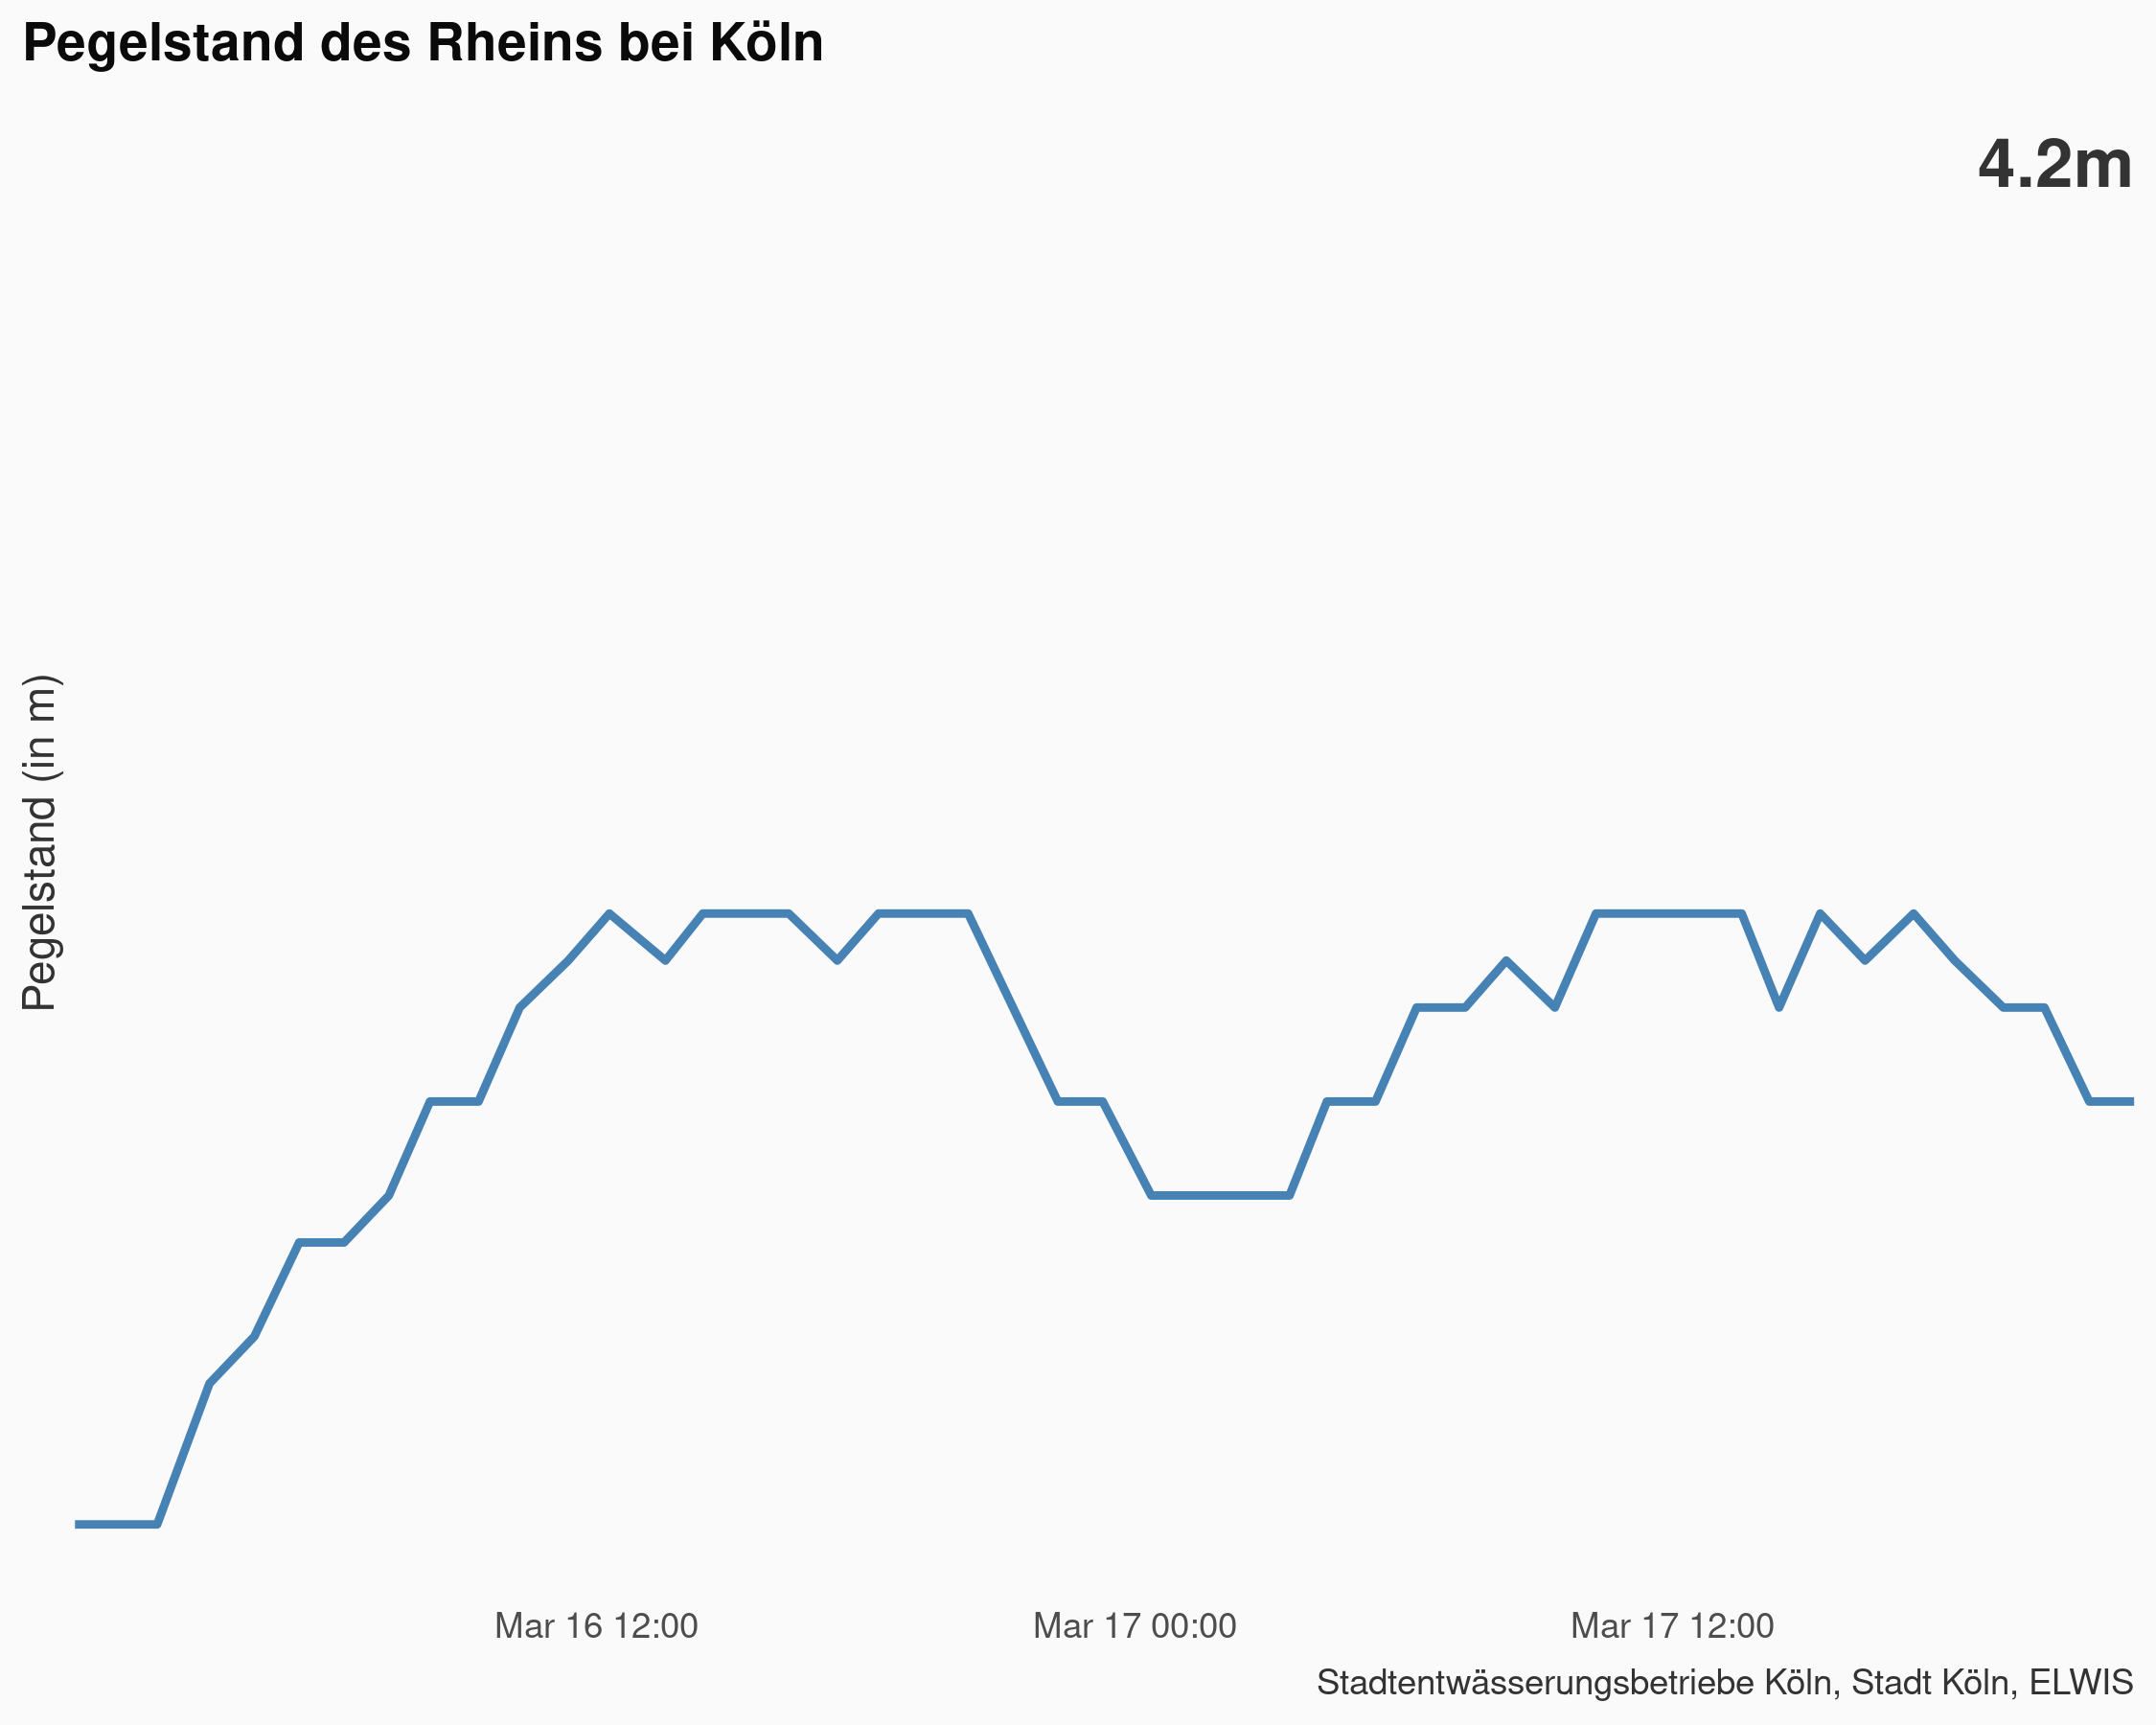 Pegelstand des Rheins bei Köln
4.2m
Pegelstand (in m)
Mar 16 12:00
Mar 17 00:00
Mar 17 12:00
Stadtentwässerungsbetriebe Köln, Stadt Köln, ELWIS